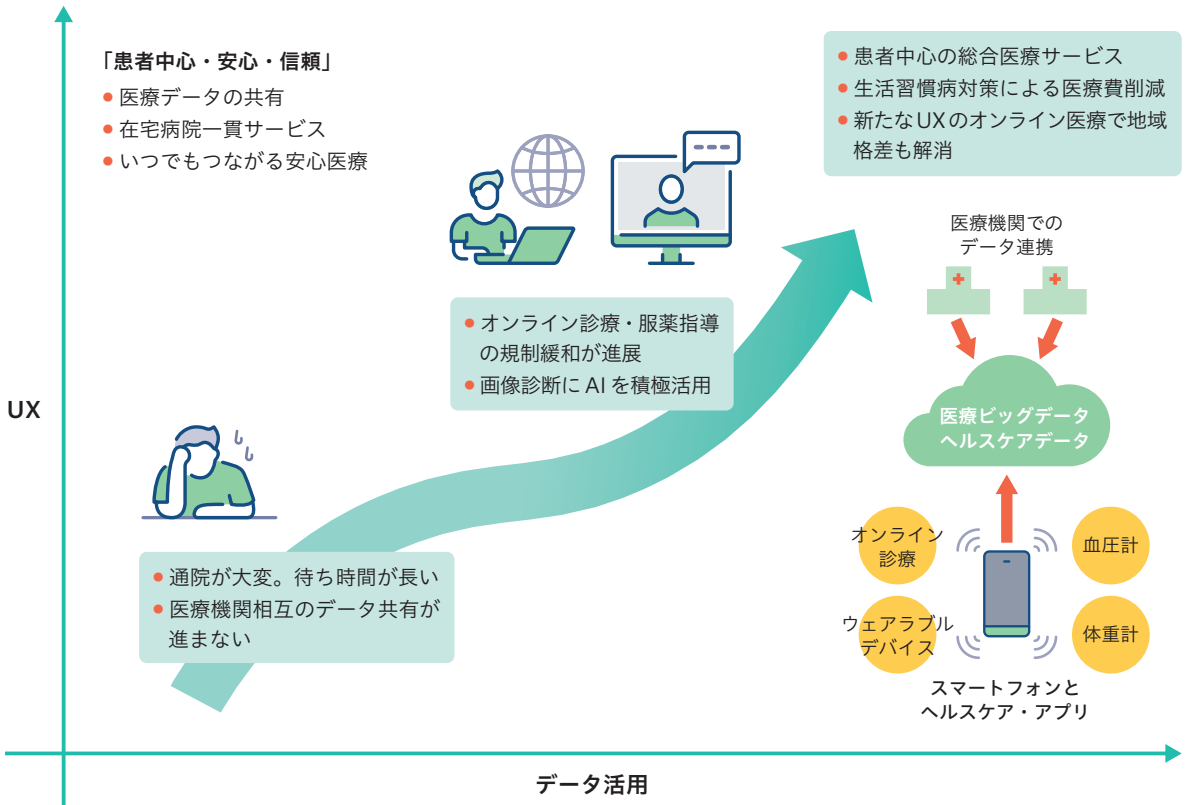 「患者中心・安心・信頼」
● 医療データの共有
● 在宅病院一貫サービス
● いつでもつながる安心医療
● 患者中心の総合医療サービス
● 生活習慣病対策による医療費削減
● 新たなUXのオンライン医療で地域
格差も解消
医療機関での
データ連携
● オンライン診療・服薬指導
の規制緩和が進展
● 画像診断にAIを積極活用
UX
医療ビッグデータ
ヘルスケアデータ
● 通院が大変。待ち時間が長い
● 医療機関相互のデータ共有が
進まない
オンライン
診療
血圧計
ウェアラブル
デバイス
体重計
スマートフォンと
ヘルスケア・アプリ
データ活用